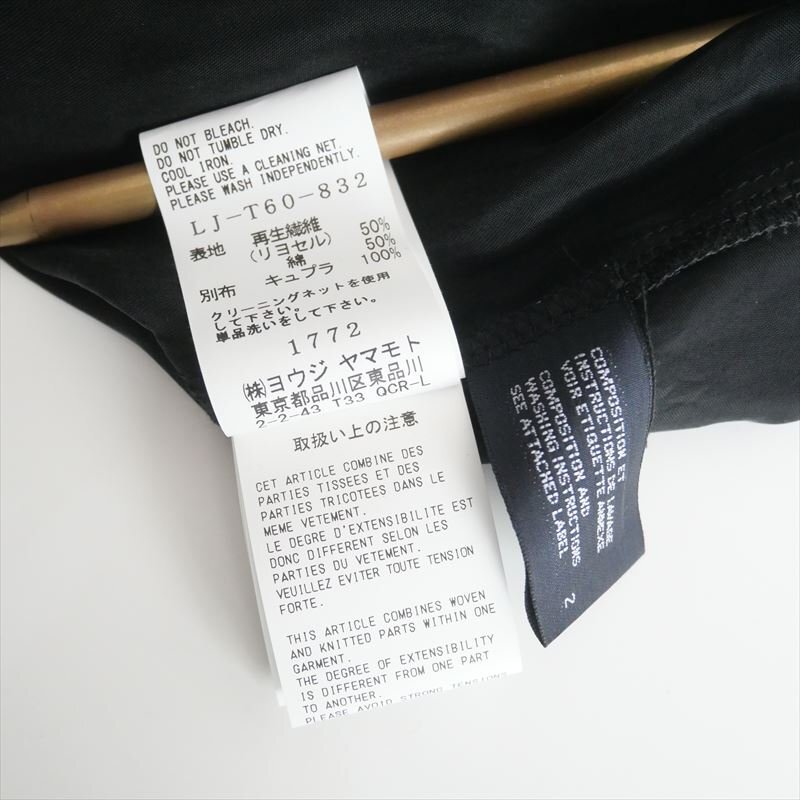 DO NOT BLEACH.
DO NOT TUMBLE DRY.
COOL IRON.
PLEASE USE A CLEANING NET.
PLEASE WASH INDEPENDENTLY.
LJ-T60-832
表地 再生繊維 50%
(リヨセル)
綿 50%
別布 キュプラ 100%
クリーニングネットを使用
して下さい。
単品洗いをして下さい。
1772
㈱ヨウジ ヤマモト
東京都品川区東品川
2-2-43 T33 QCR-L
取扱い上の注意
CET ARTICLE COMBINE DES
PARTIES TISSEES ET DES
PARTIES TRICOTEES DANS LE
MEME VETEMENT.
LE DEGRE D'EXTENSIBILITE EST
DONC DIFFERENT SELON LES
PARTIES DU VETEMENT.
VEUILLEZ EVITER TOUTE TENSION
FORTE.
THIS ARTICLE COMBINES WOVEN
AND KNITTED PARTS WITHIN ONE
GARMENT.
THE DEGREE OF EXTENSIBILITY
IS DIFFERENT FROM ONE PART
TO ANOTHER.
PLEASE AVOID STRONG TENSIONS
COMPOSITION ET
INSTRUCTIONS DE LAVAGE
VOIR ETIQUETTE ANNEXE
COMPOSITION AND
WASHING INSTRUCTIONS
SEE ATTACHED LABEL
2